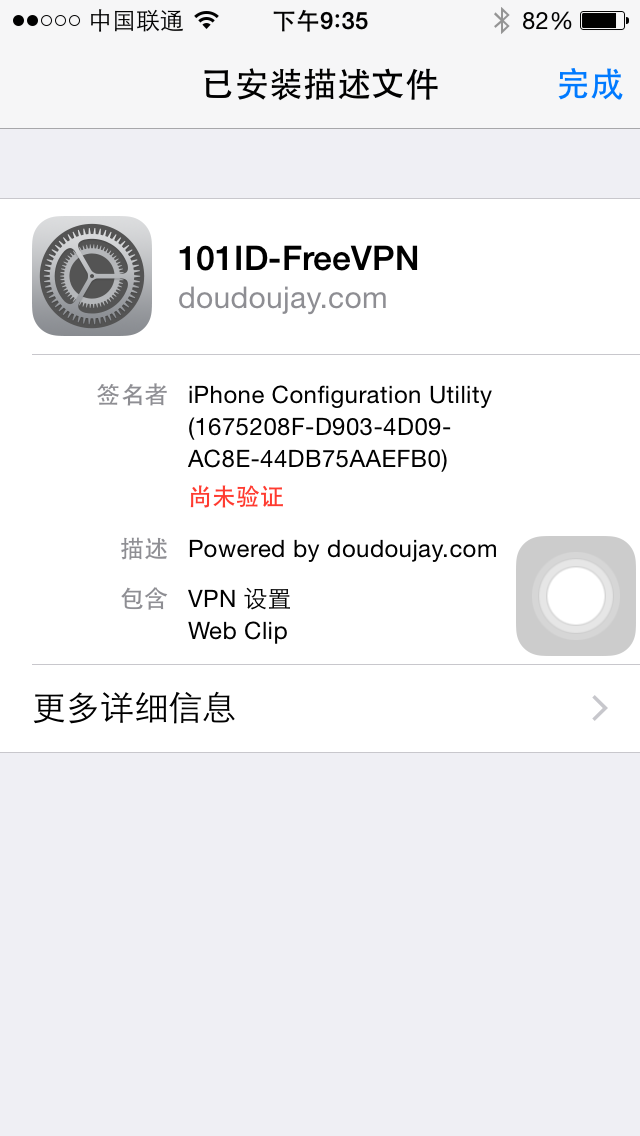 中国联通 下午9:35 82%
已安装描述文件 完成
101ID-FreeVPN
doudoujay.com
签名者 iPhone Configuration Utility
(1675208F-D903-4D09-
AC8E-44DB75AAEFB0)
尚未验证
描述 Powered by doudoujay.com
包含 VPN 设置
Web Clip
更多详细信息